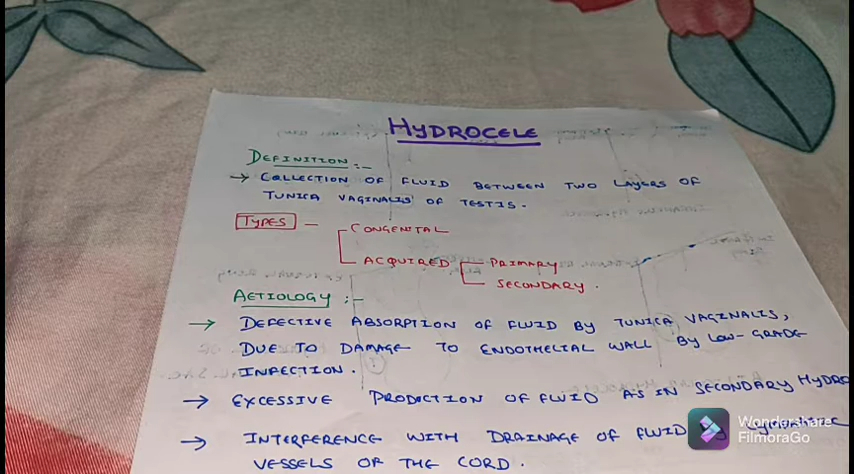 HYDROCELE
DEFINITION :-
→ COLLECTION OF FLUID BETWEEN TWO LAYERS OF
TUNICA VAGINALIS OF TESTIS.
TYPES - CONGENITAL
ACQUIRED PRIMARY
SECONDARY.
AETIOLOGY :-
→ DEFECTIVE ABSORPTION OF FLUID BY TUNICA VAGINALIS,
DUE TO DAMAGE TO ENDOTHELIAL WALL BY LOW-GRADE
INFECTION.
→ EXCESSIVE PRODUCTION OF FLUID AS IN SECONDARY HYDRO
→ INTERFERENCE WITH DRAINAGE OF FLUID
VESSELS OF THE CORD.
Wondershare
FilmoraGo